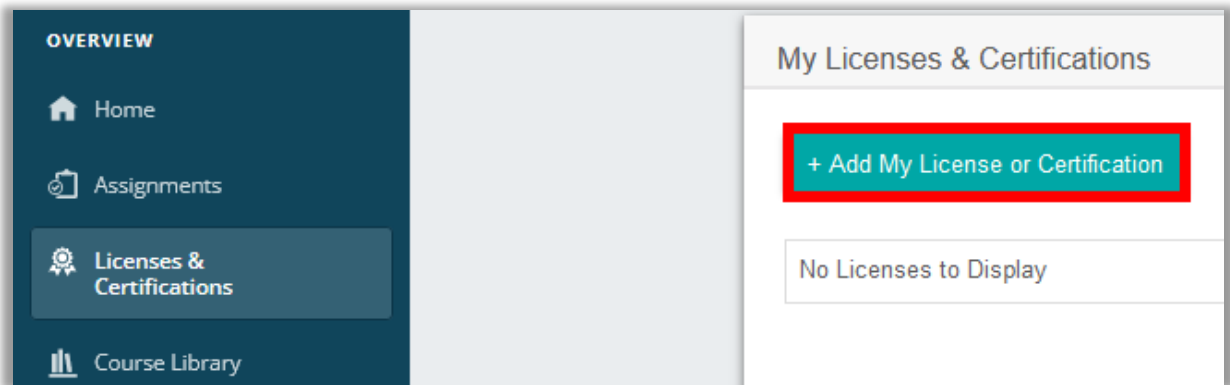 OVERVIEW
Home
Assignments
Licenses &
Certifications
Course Library
My Licenses & Certifications
+ Add My License or Certification
No Licenses to Display